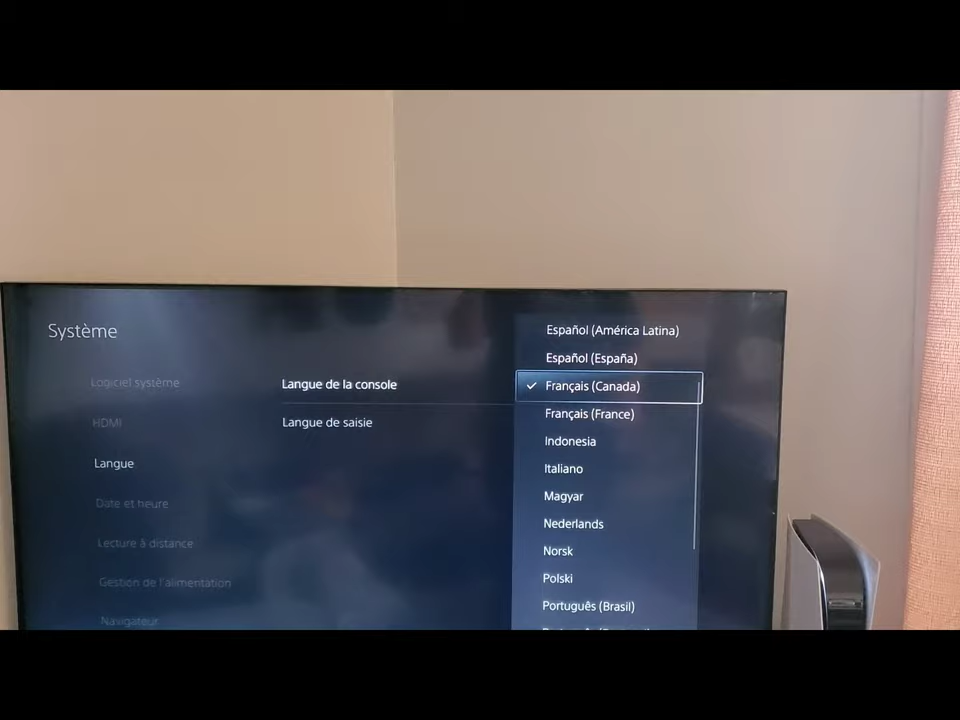 Système
Logiciel système
HDMI
Langue
Date et heure
Lecture à distance
Gestion de l'alimentation
Navigateur
Langue de la console
Langue de saisie
Español (América Latina)
Español (España)
Français (Canada)
Français (France)
Indonesia
Italiano
Magyar
Nederlands
Norsk
Polski
Português (Brasil)